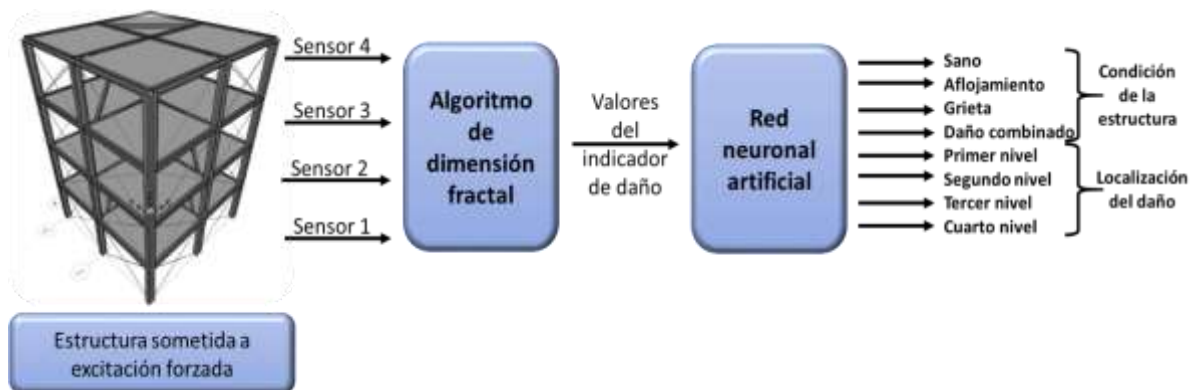 Sensor 4
Sensor 3
Sensor 2
Sensor 1
Estructura sometida a
excitación forzada
Algoritmo
de
dimensión
fractal
Valores
del
indicador
de daño
Red
neuronal
artificial
Sano
Aflojamiento
Grieta
Daño combinado
Primer nivel
Segundo nivel
Tercer nivel
Cuarto nivel
Condición
de la
estructura
Localización
del daño